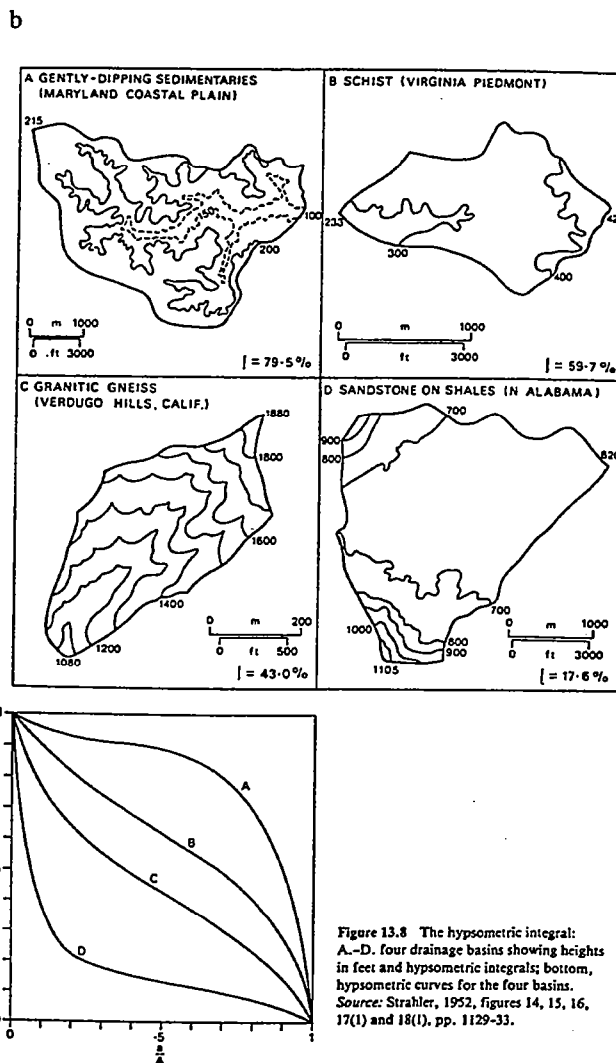 b
A GENTLY-DIPPING SEDIMENTARIES
(MARYLAND COASTAL PLAIN)
215
150
100
200
0 m 1000
0 .ft 3000
∫ = 79·5%
B SCHIST (VIRGINIA PIEDMONT)
233
300
400
0 m 1000
0 ft 3000
∫ = 59·7%
C GRANITIC GNEISS
(VERDUGO HILLS, CALIF.)
1880
1800
1600
1400
1200
1080
0 m 200
0 ft 500
∫ = 43·0%
D SANDSTONE ON SHALES (IN ALABAMA)
700
900
800
820
700
1000
800
900
1105
0 m 1000
0 ft 3000
∫ = 17·6%
A
B
C
D
0
·5
1
a
A
Figure 13.8 The hypsometric integral:
A.–D. four drainage basins showing heights
in feet and hypsometric integrals; bottom,
hypsometric curves for the four basins.
Source: Strahler, 1952, figures 14, 15, 16,
17(1) and 18(1), pp. 1129-33.